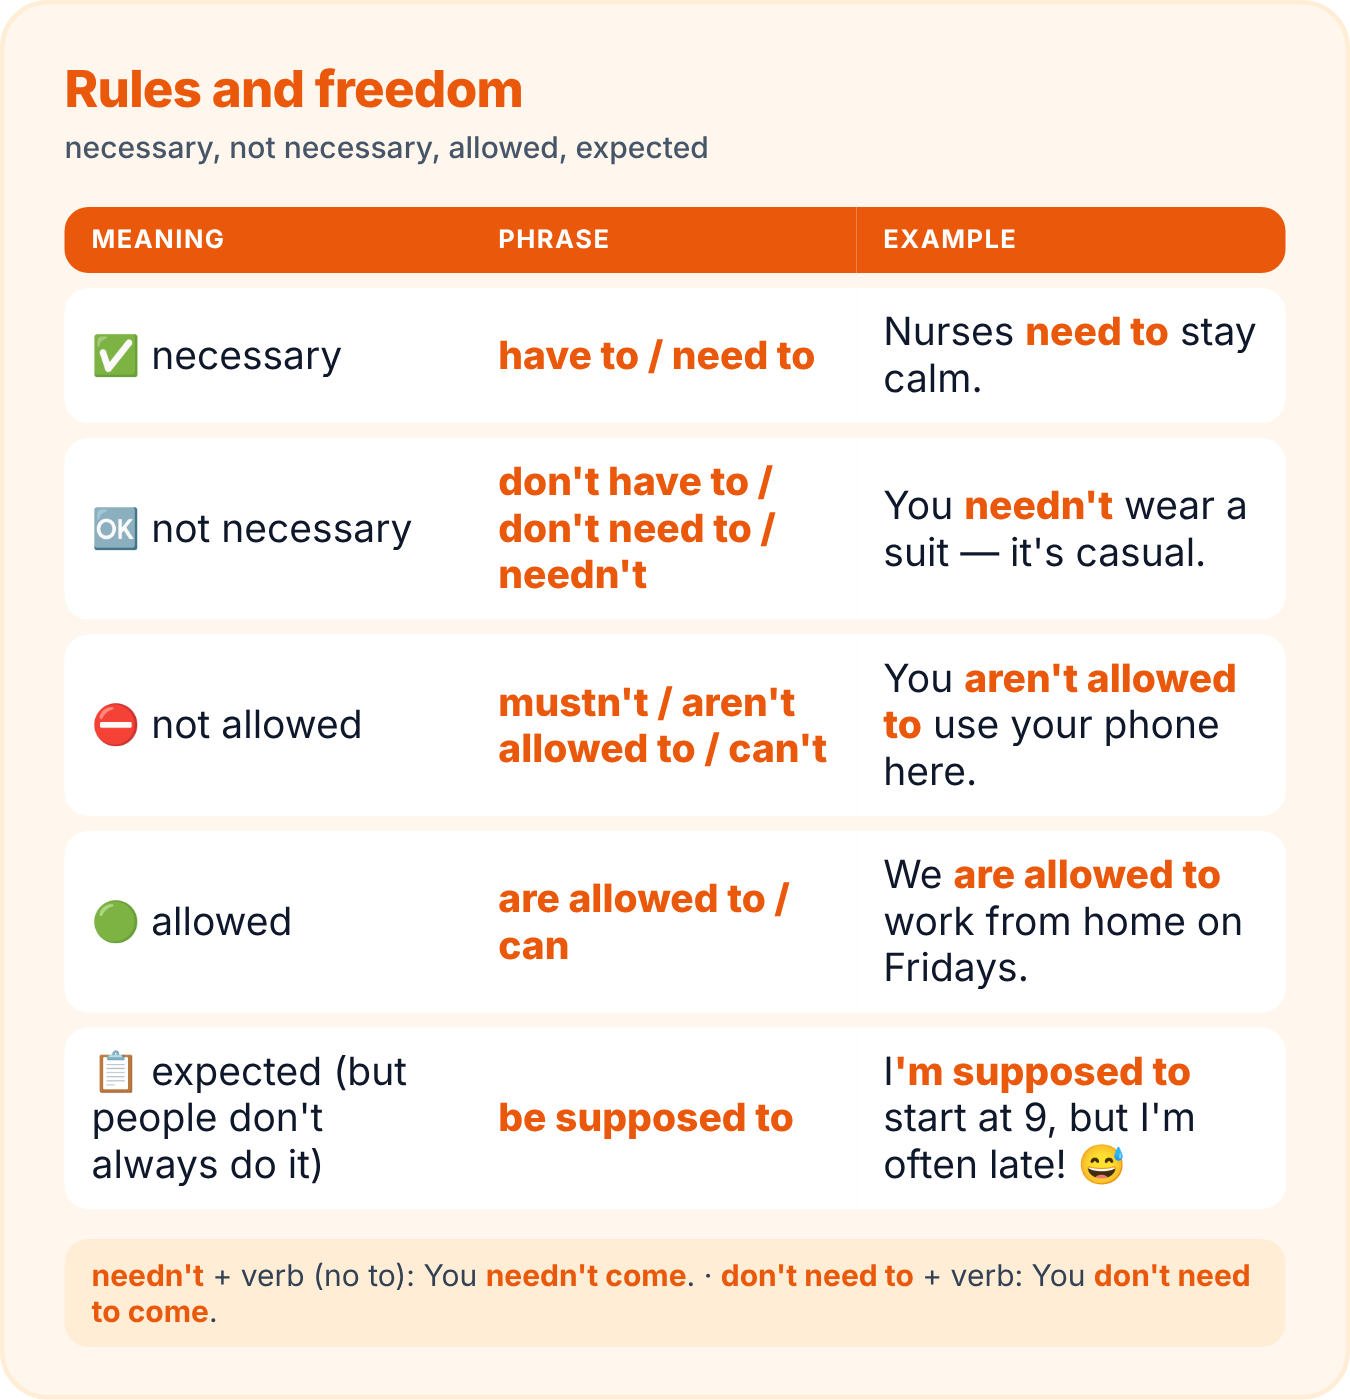 Rules and freedom
necessary, not necessary, allowed, expected
MEANING PHRASE EXAMPLE
✅ necessary
have to / need to
Nurses need to stay
calm.
🆗 not necessary
don't have to /
don't need to /
needn't
You needn't wear a
suit — it's casual.
⛔ not allowed
mustn't / aren't
allowed to / can't
You aren't allowed
to use your phone
here.
🟢 allowed
are allowed to /
can
We are allowed to
work from home on
Fridays.
📋 expected (but
people don't
always do it)
be supposed to
I'm supposed to
start at 9, but I'm
often late! 😅
needn't + verb (no to): You needn't come. · don't need to + verb: You don't need
to come.